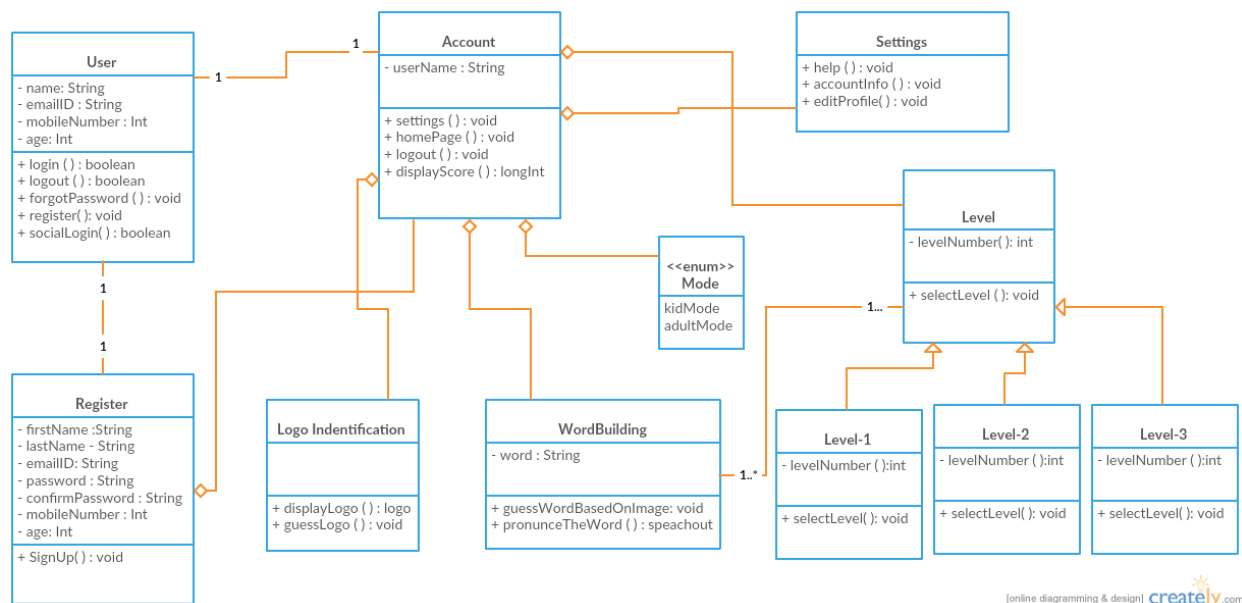 User
- name: String
- emailID : String
- mobileNumber : Int
- age: Int
+ login ( ) : boolean
+ logout ( ) : boolean
+ forgotPassword ( ) : void
+ register( ): void
+ socialLogin( ) : boolean
1
1
Account
- userName : String
+ settings ( ) : void
+ homePage ( ) : void
+ logout ( ) : void
+ displayScore ( ) : longInt
Settings
+ help ( ) : void
+ accountInfo ( ) : void
+ editProfile( ) : void
Level
- levelNumber( ): int
+ selectLevel ( ): void
<<enum>>
Mode
kidMode
adultMode
1...
1
1
Register
- firstName :String
- lastName - String
- emailID: String
- password : String
- confirmPassword : String
- mobileNumber : Int
- age: Int
+ SignUp( ) : void
Logo Indentification
+ displayLogo ( ) : logo
+ guessLogo ( ) : void
WordBuilding
- word : String
+ guessWordBasedOnImage: void
+ pronunceTheWord ( ) : speachout
1..*
Level-1
- levelNumber ( ):int
+ selectLevel( ): void
Level-2
- levelNumber ( ):int
+ selectLevel( ): void
Level-3
- levelNumber ( ):int
+ selectLevel( ): void
[online diagramming & design] creately.com